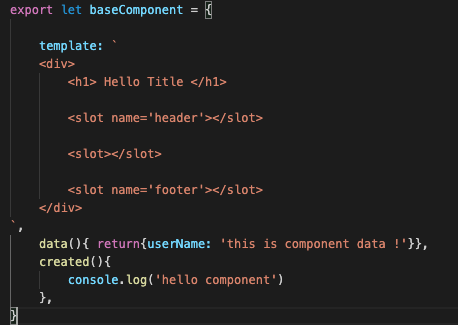 export let baseComponent = {
template: `
<div>
<h1> Hello Title </h1>
<slot name='header'></slot>
<slot></slot>
<slot name='footer'></slot>
</div>
`,
data(){ return{userName: 'this is component data !'}},
created(){
console.log('hello component')
},
}